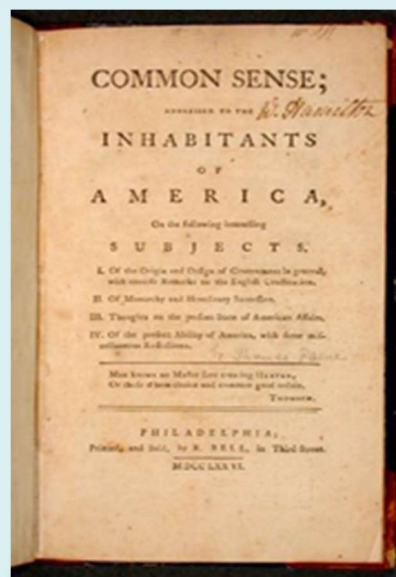 COMMON SENSE;
ADDRESSED TO THE W. Hamilton
INHABITANTS
OF
AMERICA,
On the following interesting
SUBJECTS.
I. Of the Origin and Design of Government in general,
with concise Remarks on the English Constitution.
II. Of Monarchy and Hereditary Succession.
III. Thoughts on the present State of American Affairs.
IV. Of the present Ability of America, with some mis-
cellaneous Reflections.
Thomas Paine
Man knows no Master save creating HEAVEN,
Or those whom choice and common good ordain.
THOMSON.
PHILADELPHIA;
Printed, and Sold, by R. BELL, in Third-Street.
MDCCLXXVI.